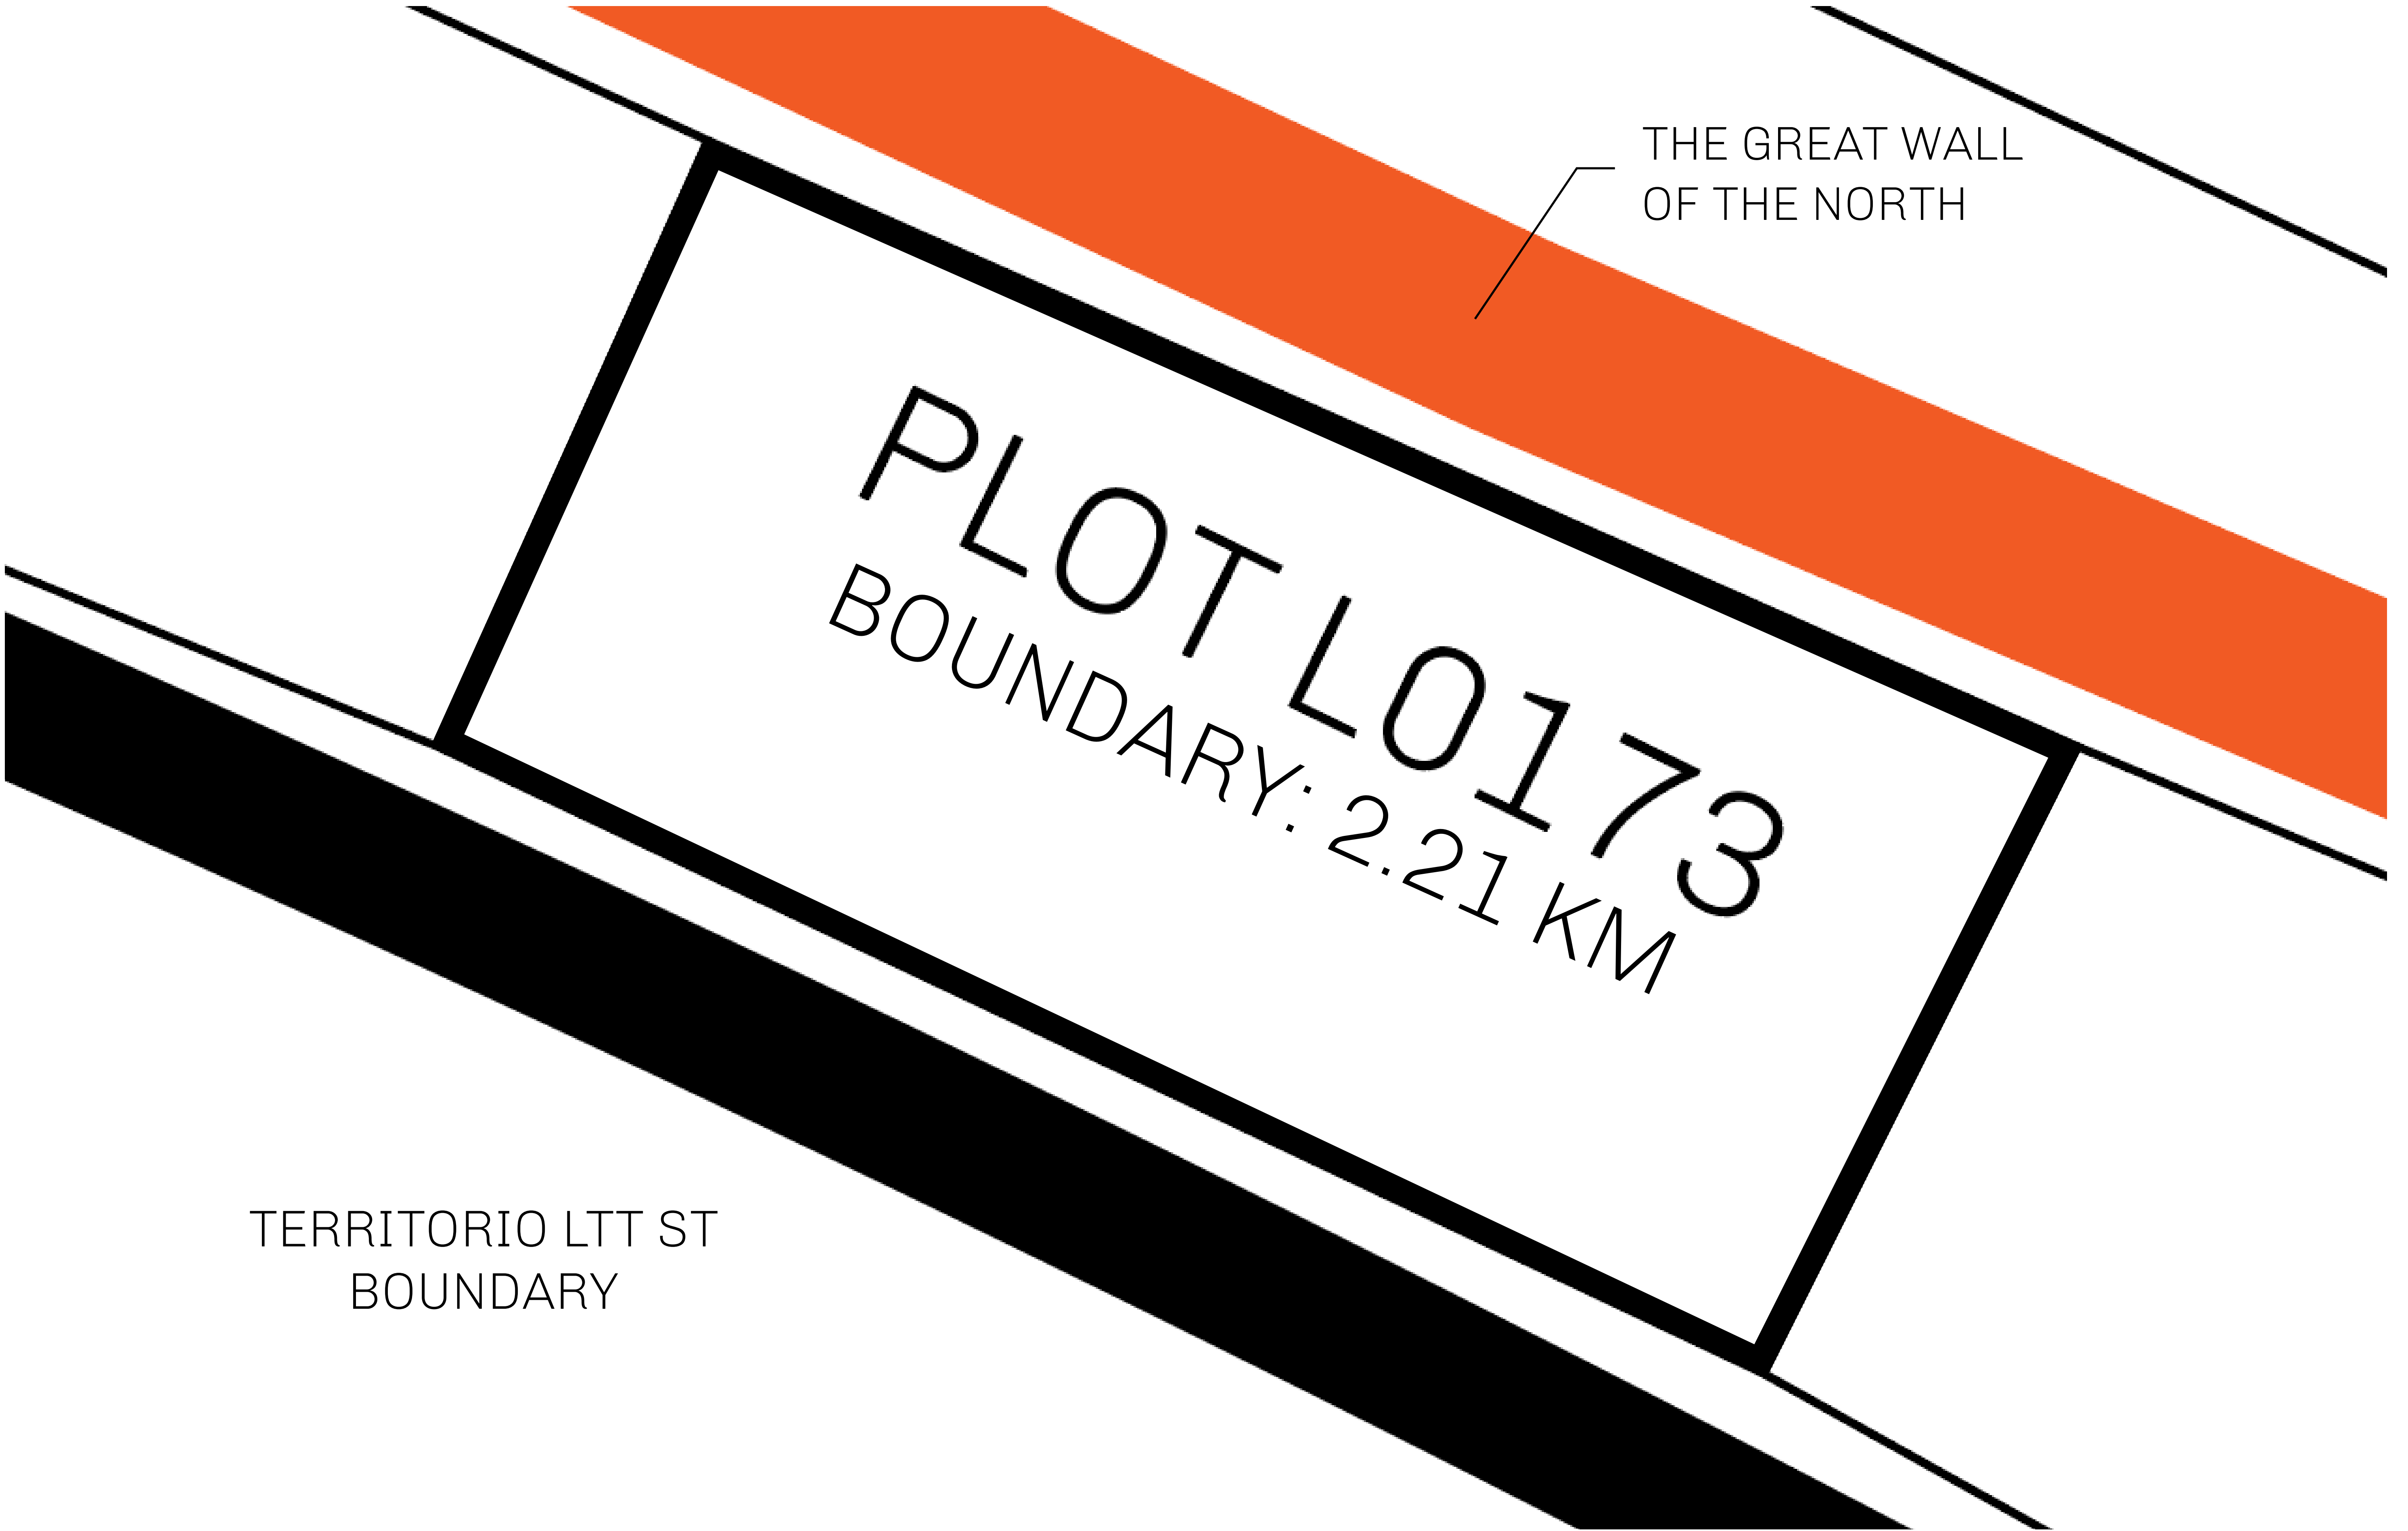 THE GREAT WALL
OF THE NORTH
PLOT L0173
BOUNDARY: 2.21 KM
TERRITORIO LTT ST
BOUNDARY